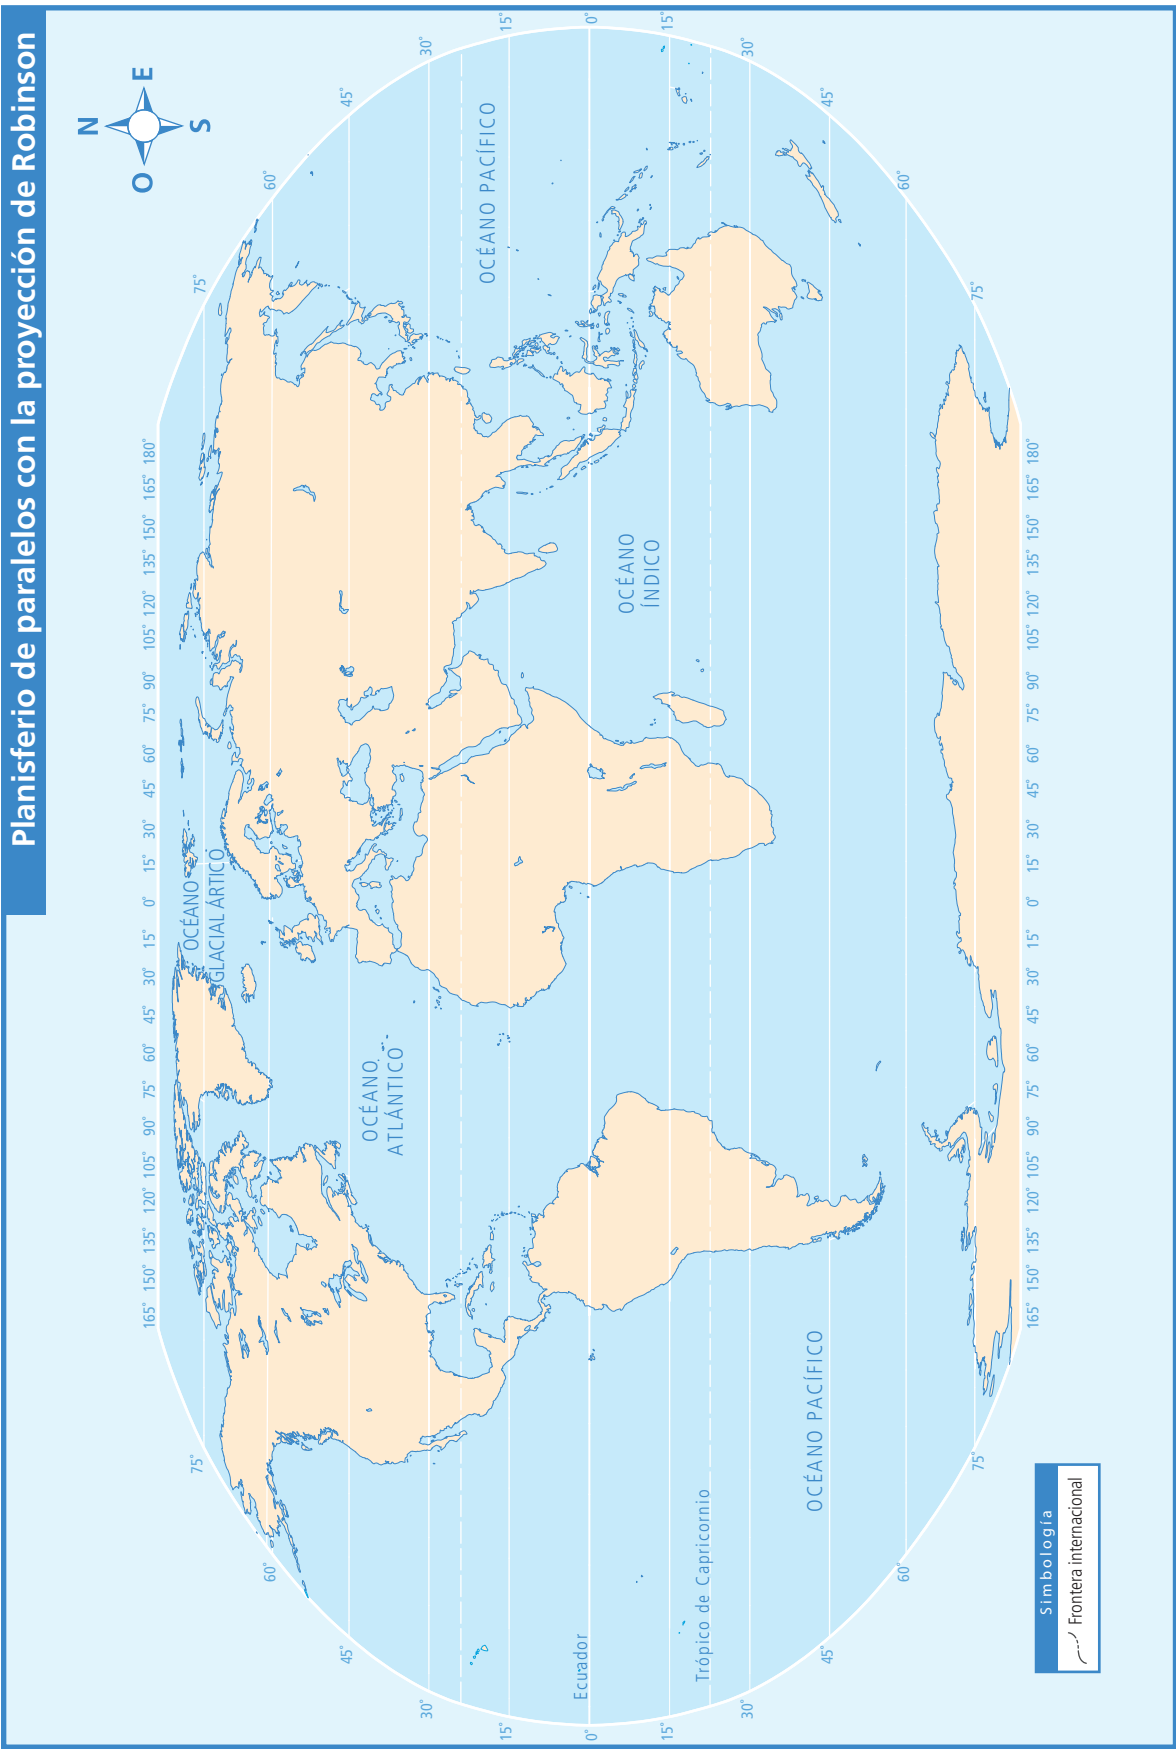 Planisferio de paralelos con la proyección de Robinson
N
O E
S
165° 150° 135° 120° 105° 90° 75° 60° 45° 30° 15° 0° 15° 30° 45° 60° 75° 90° 105° 120° 135° 150° 165° 180°
OCÉANO
GLACIAL ÁRTICO
75° 75°
60° 60°
45° 45°
OCÉANO
ATLÁNTICO
30° 30°
OCÉANO PACÍFICO
15° 15°
Ecuador
0° 0°
OCÉANO
ÍNDICO
15° 15°
Trópico de Capricornio
30° 30°
OCÉANO PACÍFICO
45° 45°
60° 60°
75° 75°
165° 150° 135° 120° 105° 90° 75° 60° 45° 30° 15° 0° 15° 30° 45° 60° 75° 90° 105° 120° 135° 150° 165° 180°
Simbología
Frontera internacional